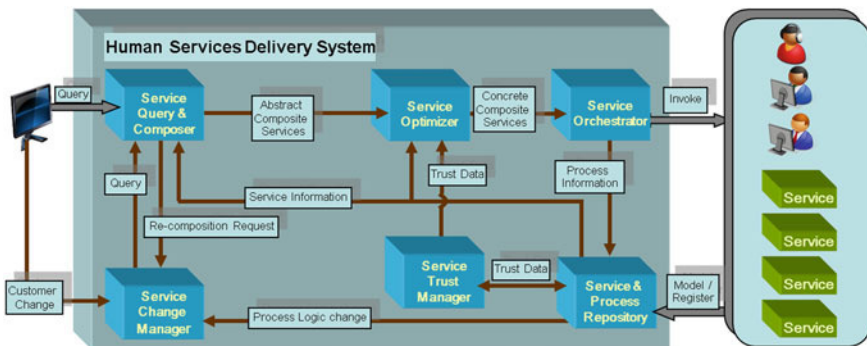 Human Services Delivery System
Query
Service
Query &
Composer
Abstract
Composite
Services
Service
Optimizer
Concrete
Composite
Services
Service
Orchestrator
Invoke
Query
Service Information
Trust Data
Process
Information
Re-composition Request
Customer
Change
Service
Change
Manager
Process Logic change
Service
Trust
Manager
Trust Data
Service &
Process
Repository
Model /
Register
Service
Service
Service
Service